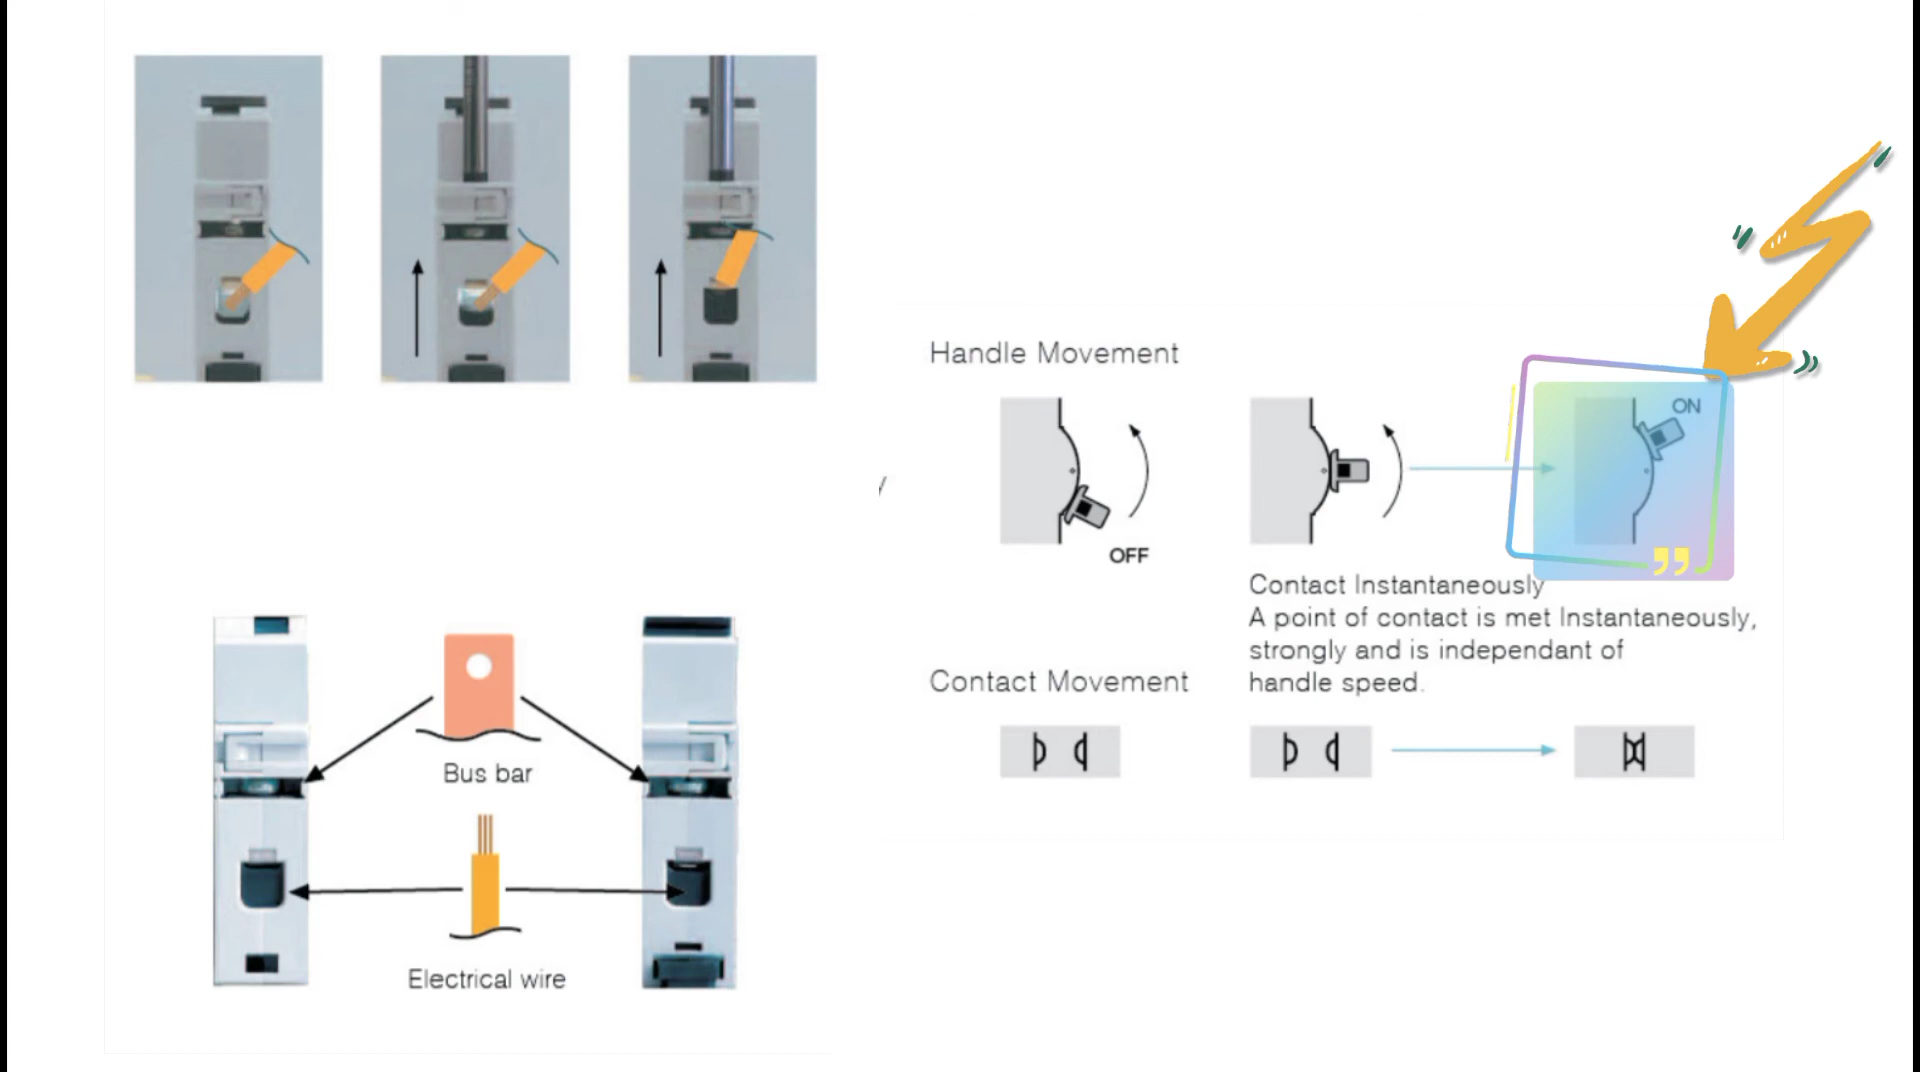 Handle Movement
ON
OFF
Contact Instantaneously
A point of contact is met Instantaneously,
strongly and is independant of
handle speed.
Contact Movement
Bus bar
Electrical wire